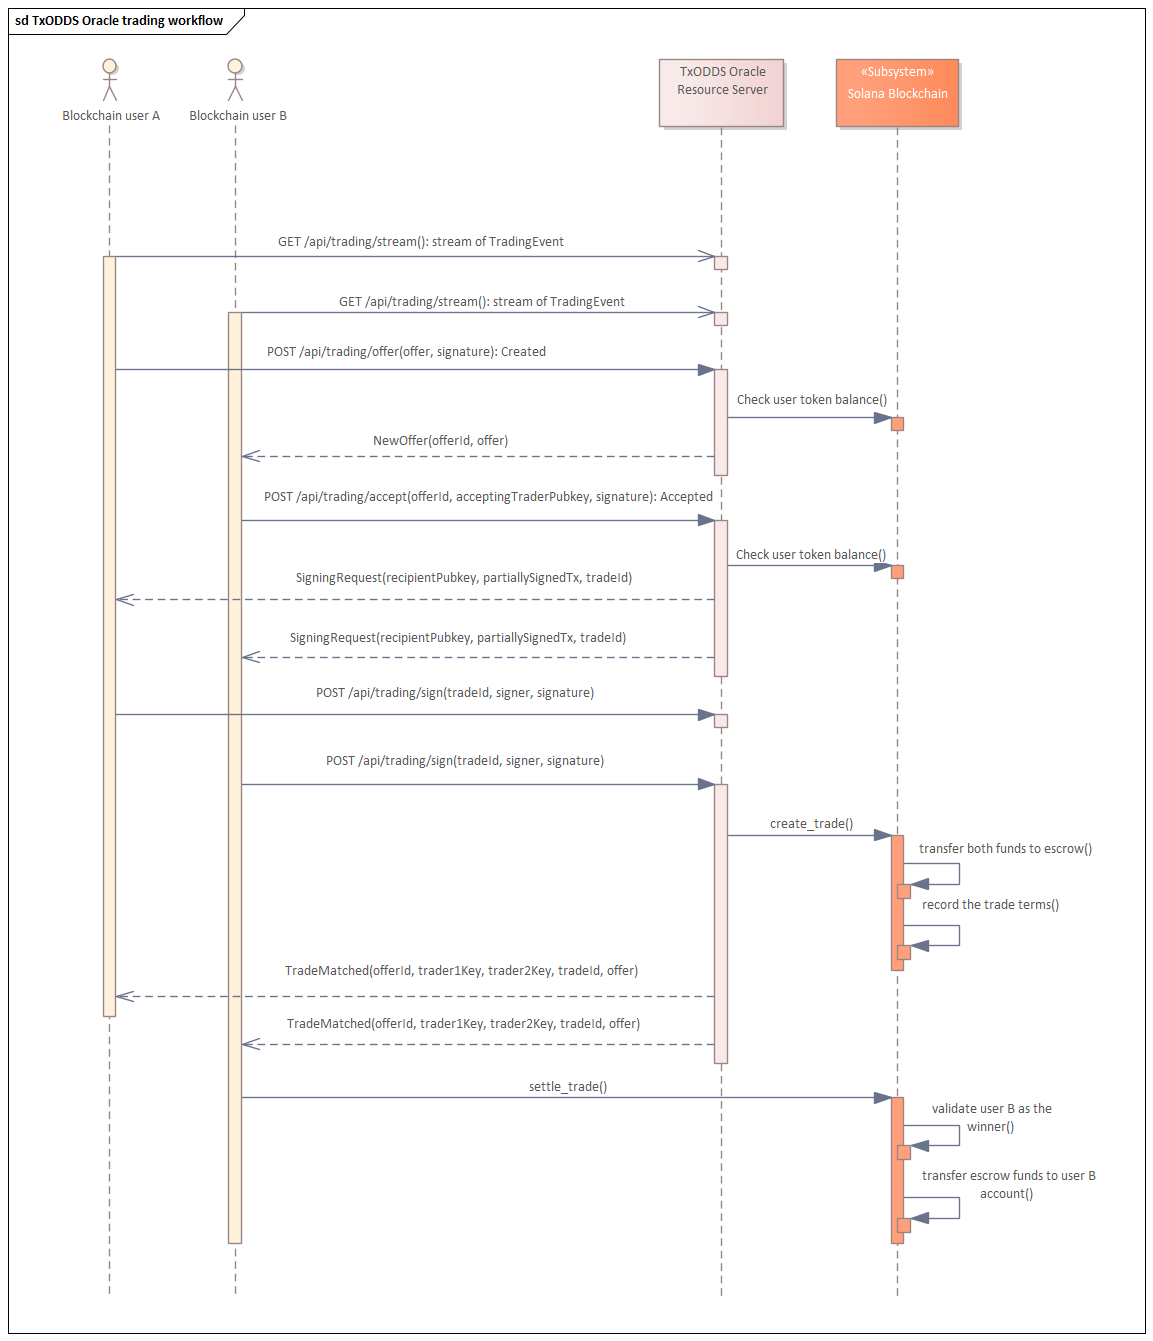 sd TxODDS Oracle trading workflow
Blockchain user A
Blockchain user B
TxODDS Oracle
Resource Server
«Subsystem»
Solana Blockchain
GET /api/trading/stream(): stream of TradingEvent
GET /api/trading/stream(): stream of TradingEvent
POST /api/trading/offer(offer, signature): Created
Check user token balance()
NewOffer(offerId, offer)
POST /api/trading/accept(offerId, acceptingTraderPubkey, signature): Accepted
Check user token balance()
SigningRequest(recipientPubkey, partiallySignedTx, tradeId)
SigningRequest(recipientPubkey, partiallySignedTx, tradeId)
POST /api/trading/sign(tradeId, signer, signature)
POST /api/trading/sign(tradeId, signer, signature)
create_trade()
transfer both funds to escrow()
record the trade terms()
TradeMatched(offerId, trader1Key, trader2Key, tradeId, offer)
TradeMatched(offerId, trader1Key, trader2Key, tradeId, offer)
settle_trade()
validate user B as the
winner()
transfer escrow funds to user B
account()